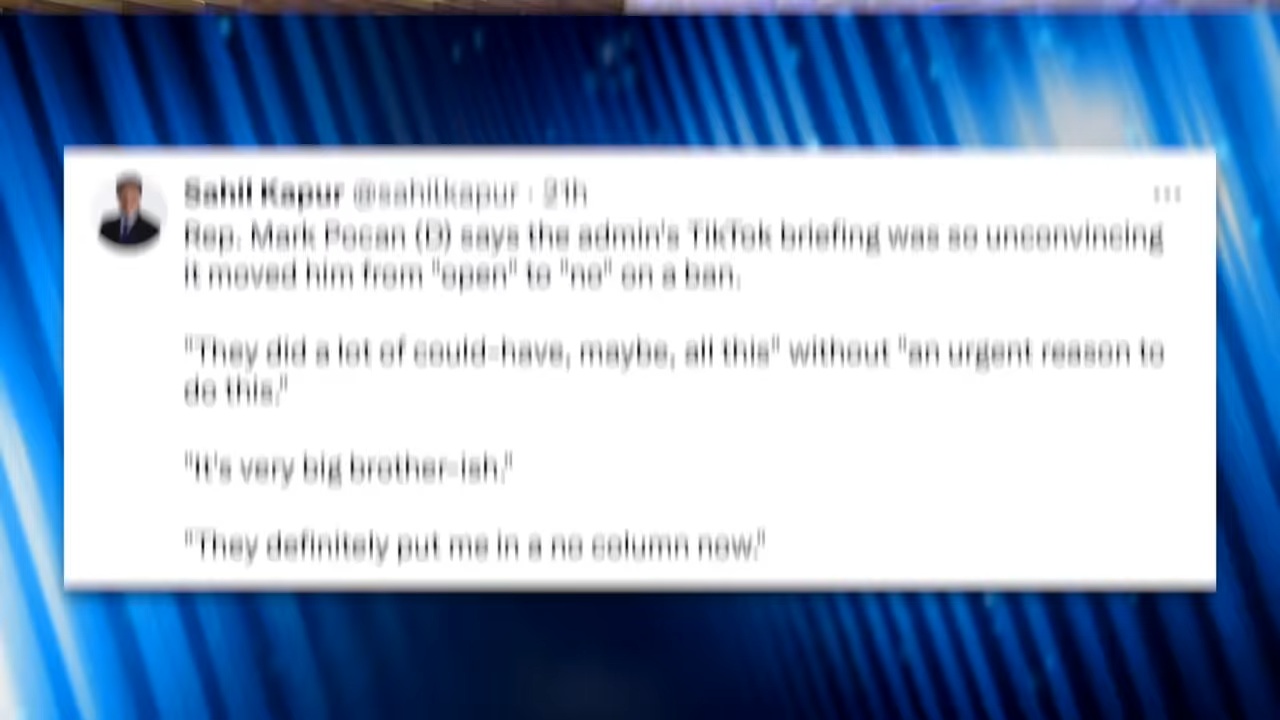 Sahil Kapur @sahilkapur · 21h
Rep. Mark Pocan (D) says the admin's TikTok briefing was so unconvincing
it moved him from "open" to "no" on a ban.
"They did a lot of could-have, maybe, all this" without "an urgent reason to
do this."
"It's very big brother-ish."
"They definitely put me in a no column now."